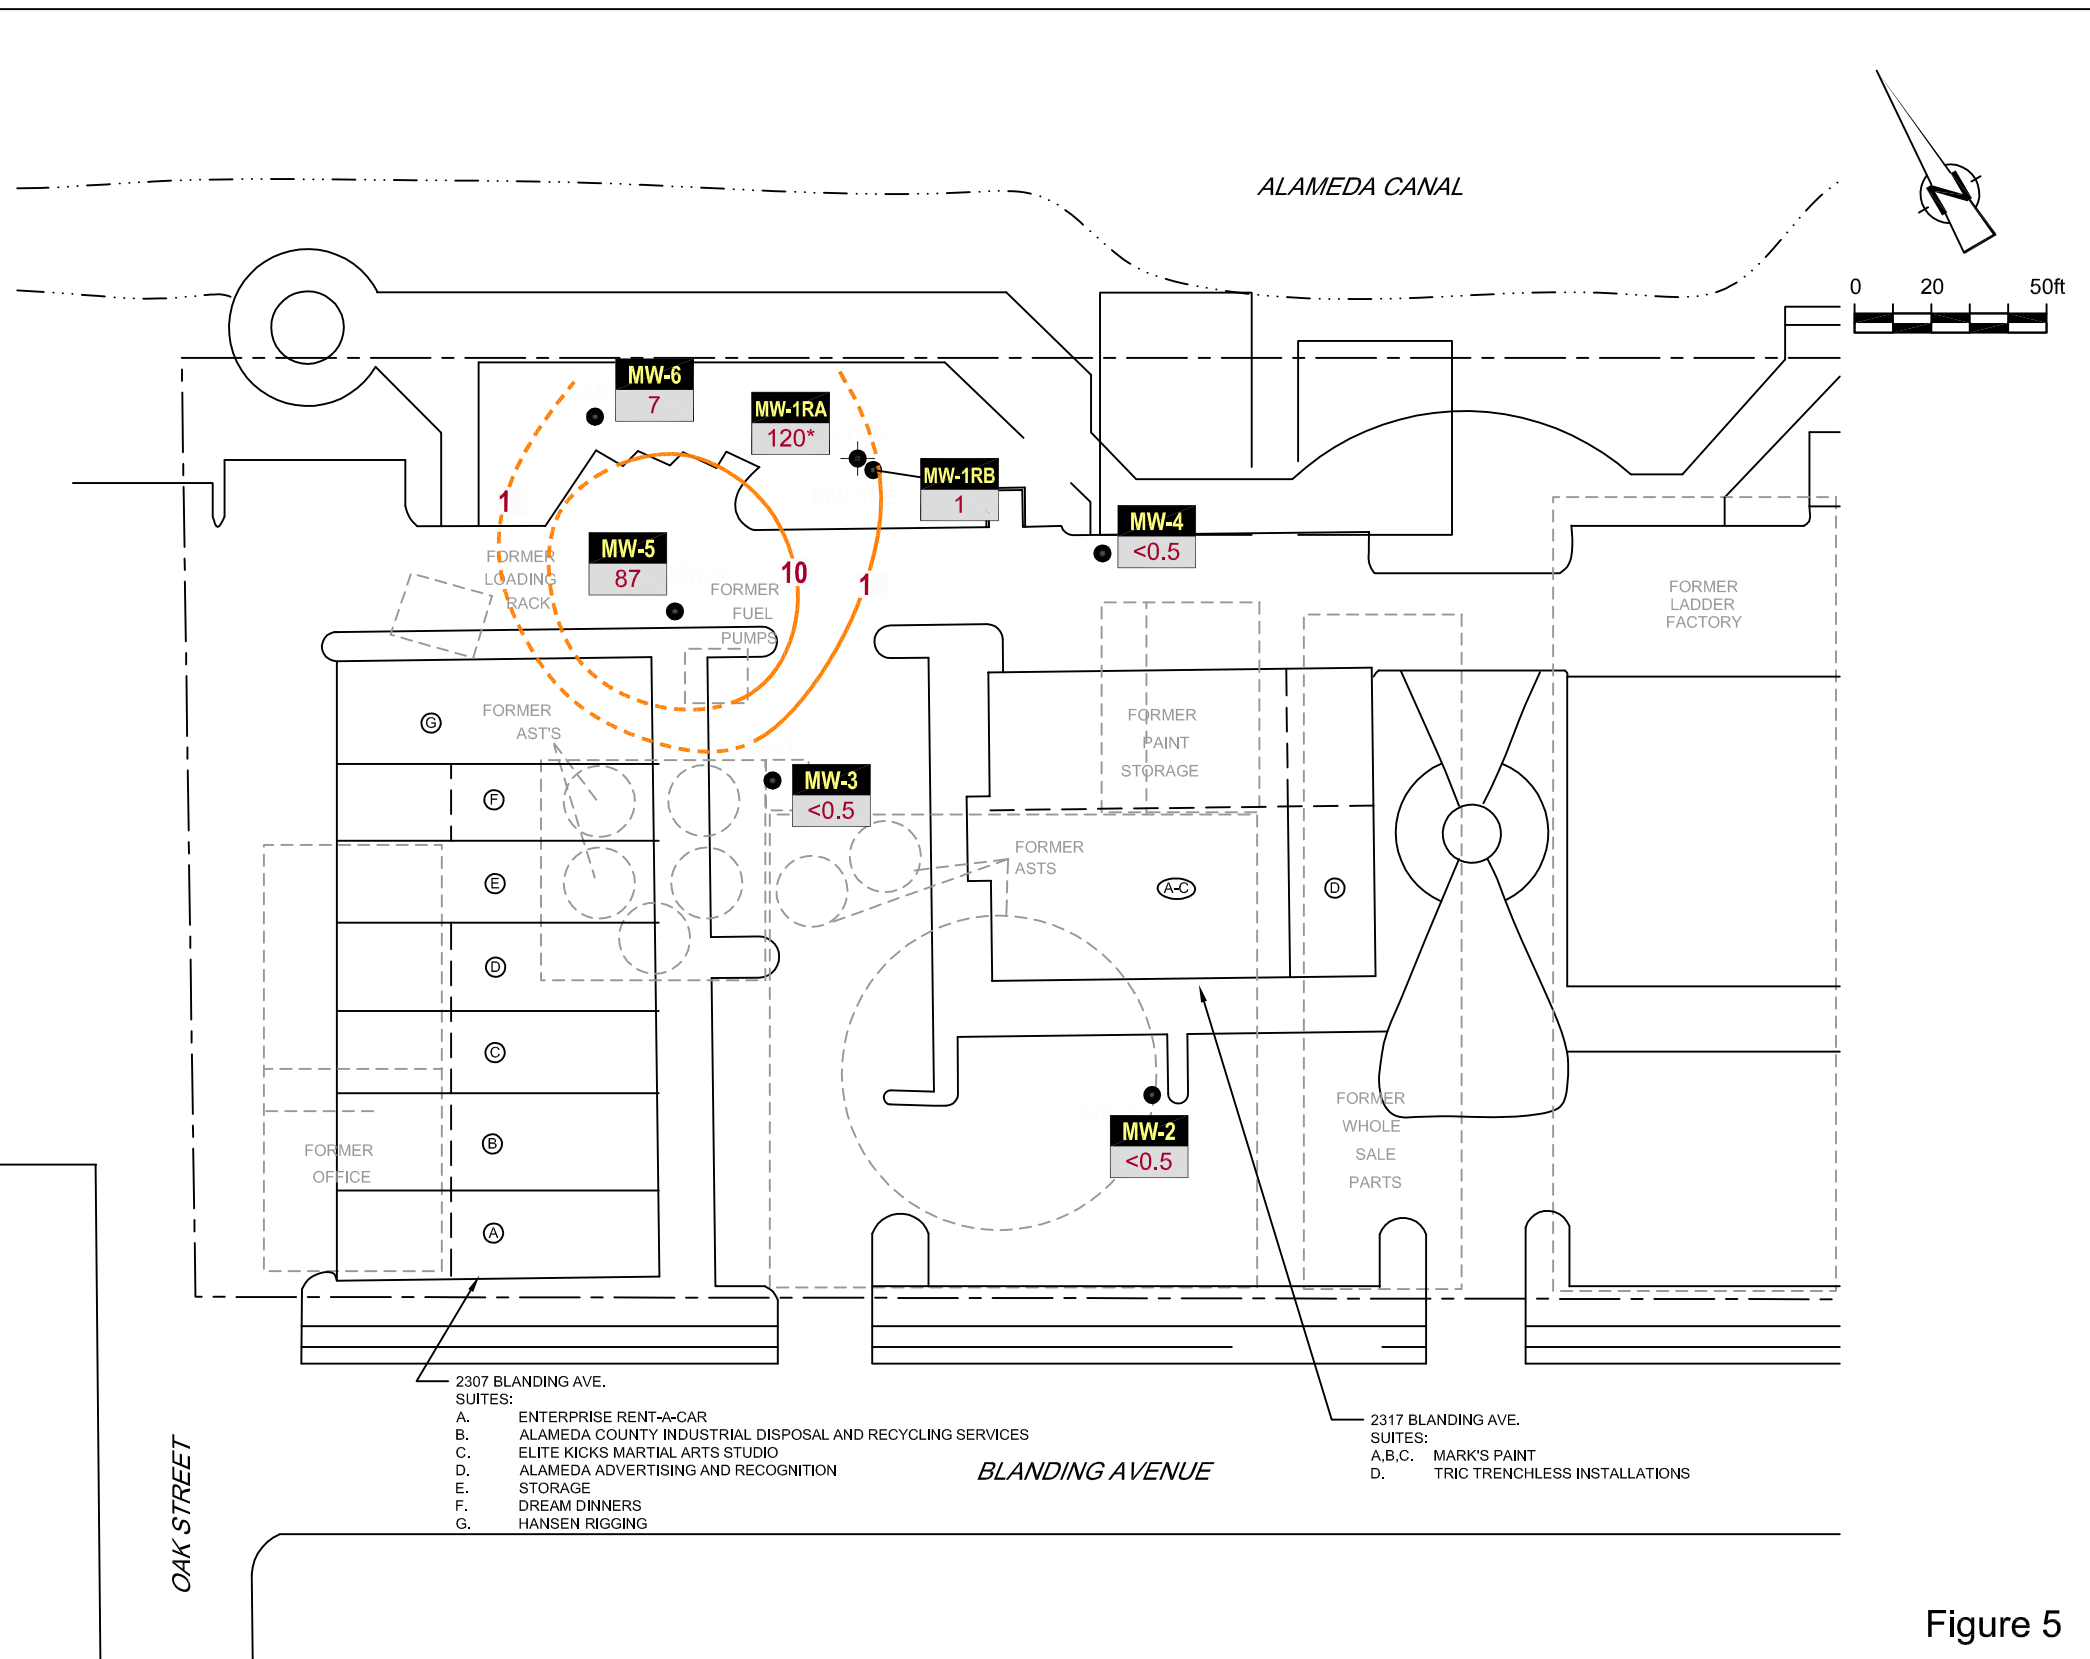 ALAMEDA CANAL
N
0 20 50ft
MW-6
7
MW-1RA
120*
MW-1RB
1
MW-4
<0.5
1
MW-5
87
10
1
FORMER
LOADING
RACK
FORMER
FUEL
PUMPS
FORMER
LADDER
FACTORY
FORMER
AST'S
G
FORMER
PAINT
STORAGE
MW-3
<0.5
F
FORMER
ASTS
E
A-C
D
D
C
MW-2
<0.5
FORMER
WHOLE
SALE
PARTS
B
FORMER
OFFICE
A
2307 BLANDING AVE.
SUITES:
A. ENTERPRISE RENT-A-CAR
B. ALAMEDA COUNTY INDUSTRIAL DISPOSAL AND RECYCLING SERVICES
C. ELITE KICKS MARTIAL ARTS STUDIO
D. ALAMEDA ADVERTISING AND RECOGNITION
E. STORAGE
F. DREAM DINNERS
G. HANSEN RIGGING
2317 BLANDING AVE.
SUITES:
A,B,C. MARK'S PAINT
D. TRIC TRENCHLESS INSTALLATIONS
BLANDING AVENUE
OAK STREET
Figure 5